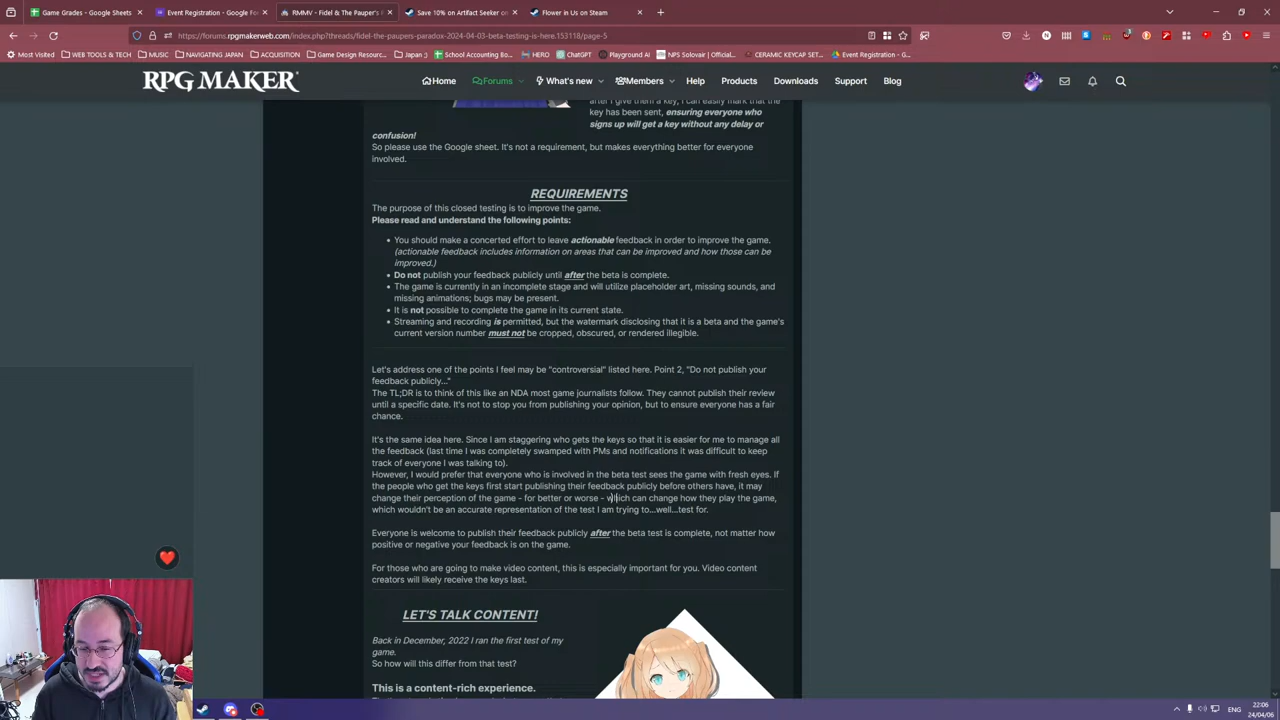 Game Grades - Google Sheets
Event Registration - Google Fo
RMMV - Fidel & The Pauper's P
Save 10% on Artifact Seeker on
Flower in Us on Steam
https://forums.rpgmakerweb.com/index.php?threads/fidel-the-paupers-paradox-2024-04-03-beta-testing-is-here.153118/page-5
Most Visited
WEB TOOLS & TECH
MUSIC
NAVIGATING JAPAN
ACQUISITIONS
Game Design Resourc...
School Accounting Bo...
HERO
ChatGPT
Playground AI
NPS Solovair | Official...
CERAMIC KEYCAP SET...
Event Registration - G...
RPG MAKER
Home
Forums
What's new
Members
Help
Products
Downloads
Support
Blog
after I give them a key, I can easily mark that the
key has been sent, ensuring everyone who
signs up will get a key without any delay or
confusion!
So please use the Google sheet. It's not a requirement, but makes everything better for everyone
involved.
REQUIREMENTS
The purpose of this closed testing is to improve the game.
Please read and understand the following points:
• You should make a concerted effort to leave actionable feedback in order to improve the game.
(actionable feedback includes information on areas that can be improved and how those can be
improved.)
• Do not publish your feedback publicly until after the beta is complete.
• The game is currently in an incomplete stage and will utilize placeholder art, missing sounds, and
missing animations; bugs may be present.
• It is not possible to complete the game in its current state.
• Streaming and recording is permitted, but the watermark disclosing that it is a beta and the game's
current version number must not be cropped, obscured, or rendered illegible.
Let's address one of the points I feel may be "controversial" listed here. Point 2, "Do not publish your
feedback publicly..."
The TL;DR is to think of this like an NDA most game journalists follow. They cannot publish their review
until a specific date. It's not to stop you from publishing your opinion, but to ensure everyone has a fair
chance.
It's the same idea here. Since I am staggering who gets the keys so that it is easier for me to manage all
the feedback (last time I was completely swamped with PMs and notifications it was difficult to keep
track of everyone I was talking to).
However, I would prefer that everyone who is involved in the beta test sees the game with fresh eyes. If
the people who get the keys first start publishing their feedback publicly before others have, it may
change their perception of the game - for better or worse - which can change how they play the game,
which wouldn't be an accurate representation of the test I am trying to...well...test for.
Everyone is welcome to publish their feedback publicly after the beta test is complete, not matter how
positive or negative your feedback is on the game.
For those who are going to make video content, this is especially important for you. Video content
creators will likely receive the keys last.
LET'S TALK CONTENT!
Back in December, 2022 I ran the first test of my
game.
So how will this differ from that test?
This is a content-rich experience.
ENG
22:06
24/04/06